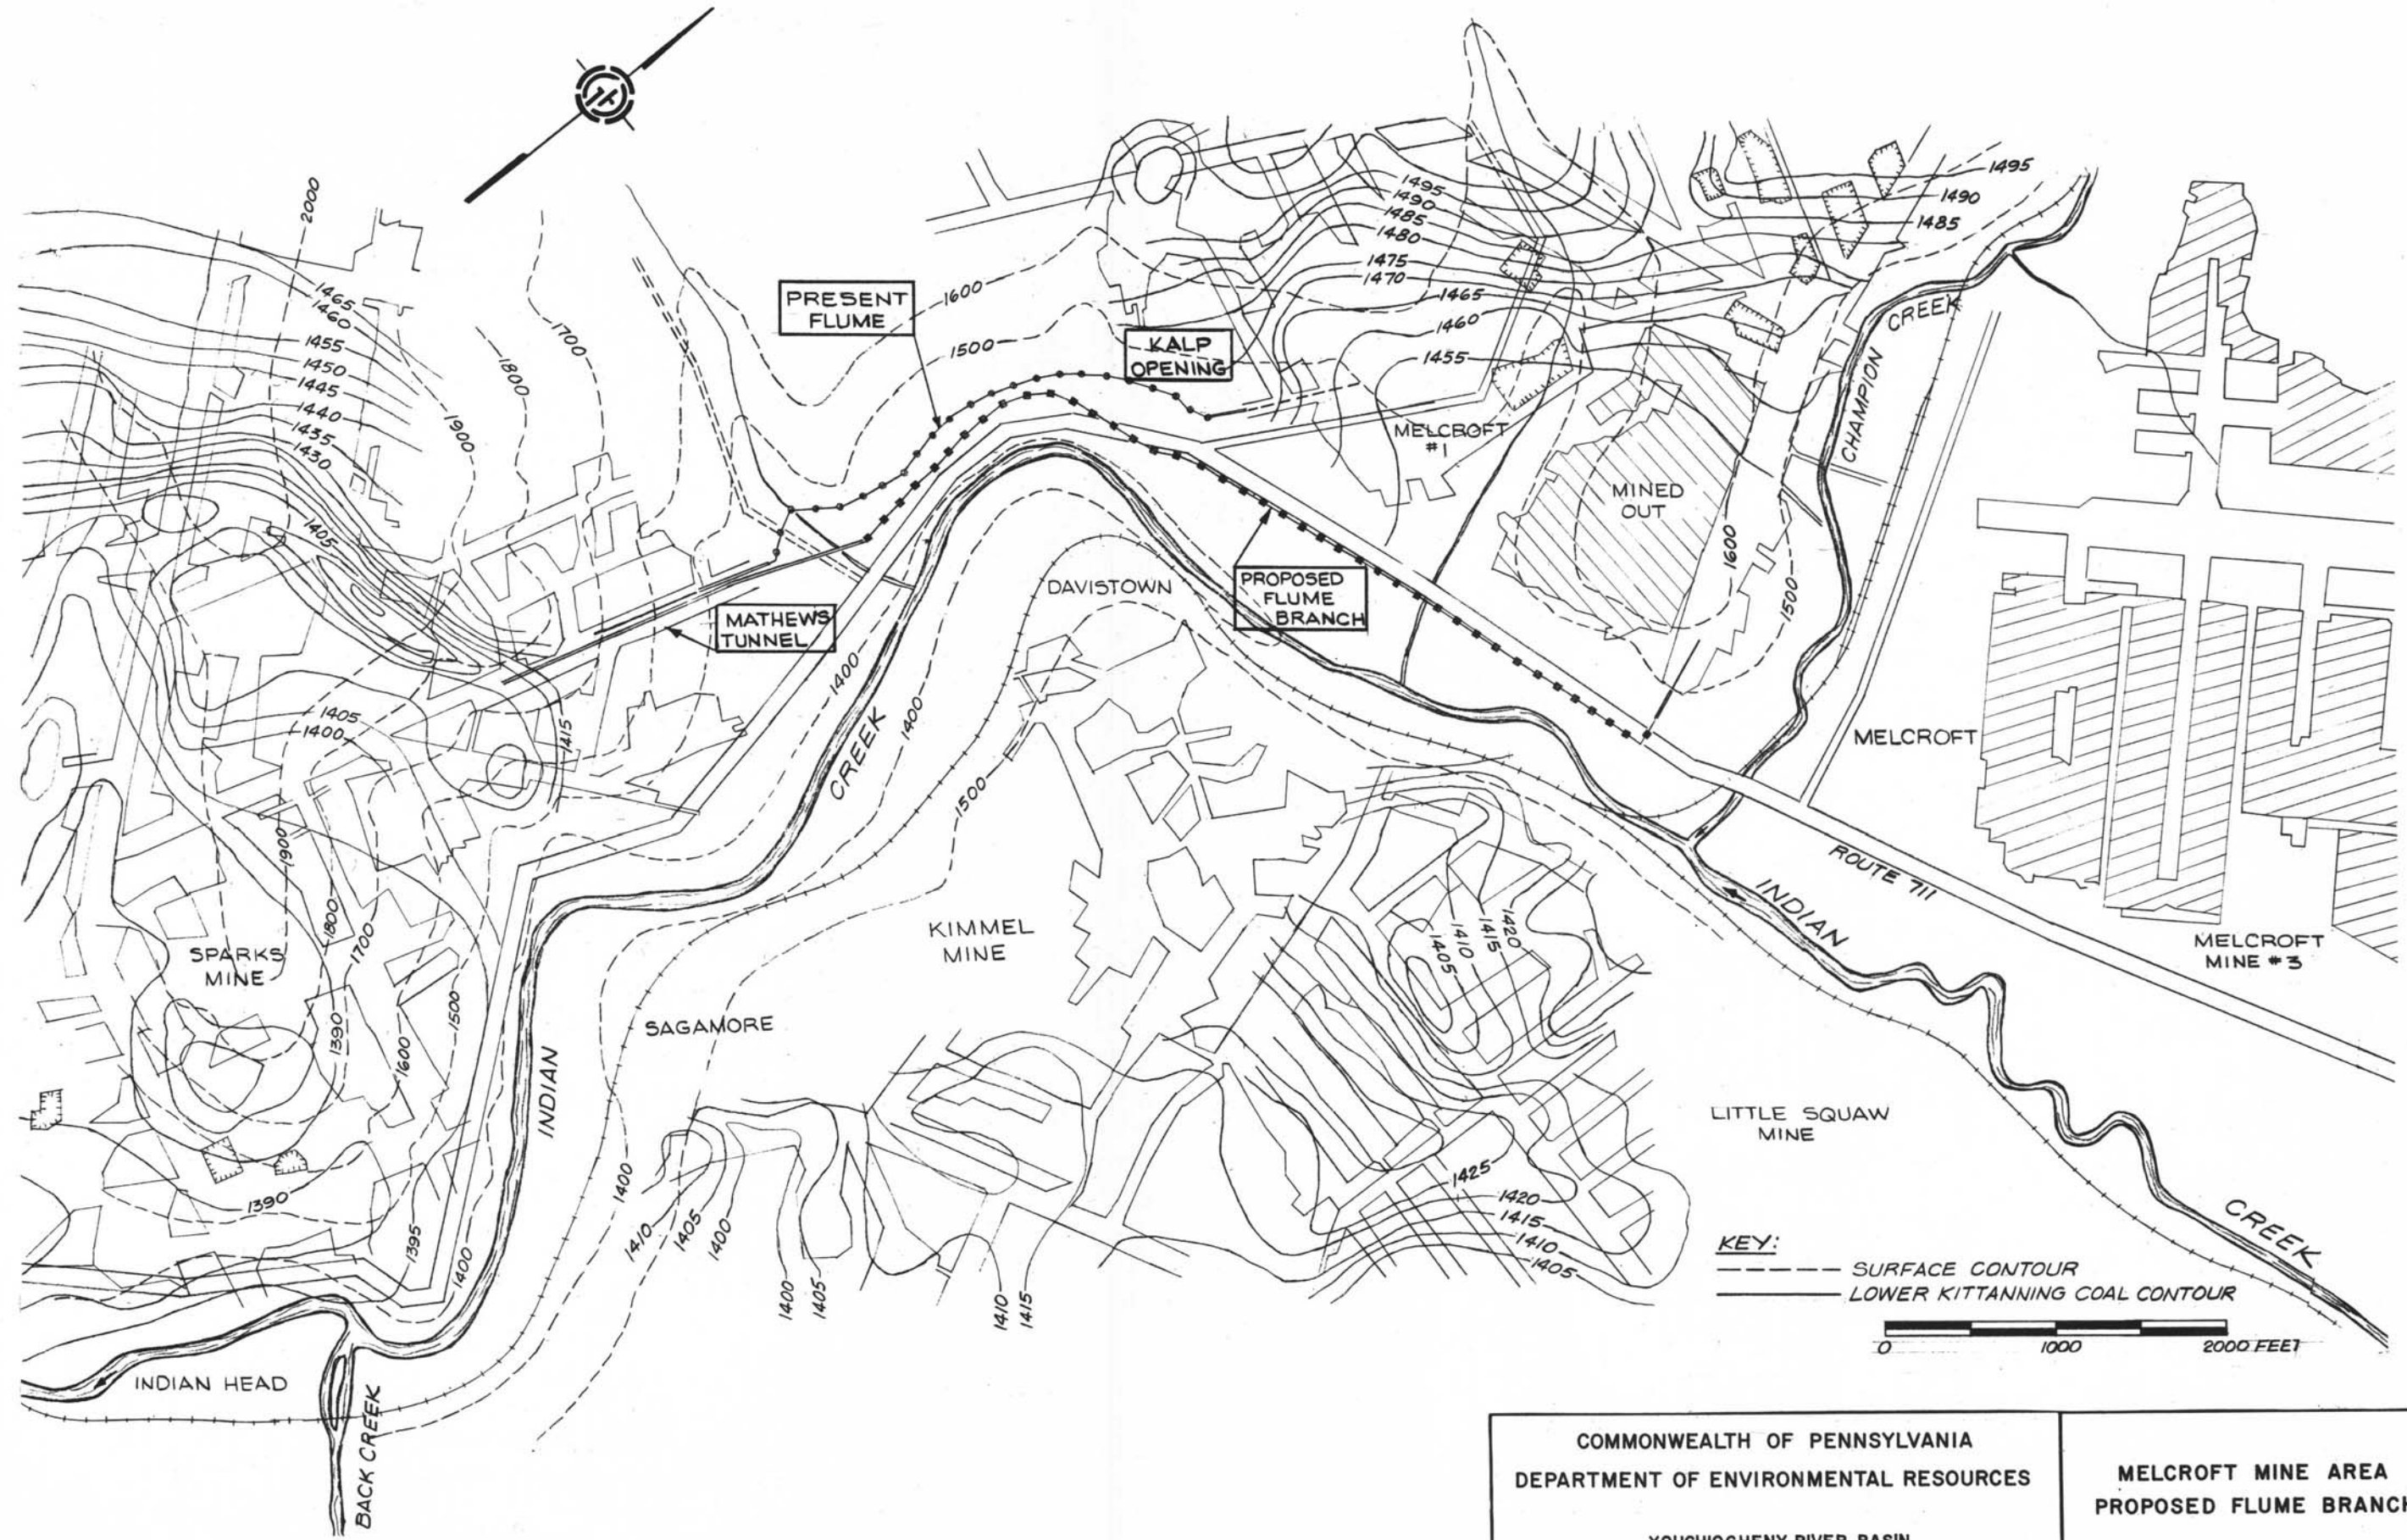 2000
1465
1460
1455
1450
1445
1440
1435
1430
1405
1900
1800
1700
PRESENT
FLUME
1600
1500
KALP
OPENING
1495
1490
1485
1480
1475
1470
1465
1460
1455
1495
1490
1485
CHAMPION
CREEK
MELCROFT
#1
MINED
OUT
1600
1500
MATHEWS
TUNNEL
DAVISTOWN
PROPOSED
FLUME
BRANCH
1400
CREEK
1400
1500
1405
1400
1415
MELCROFT
ROUTE 711
INDIAN
MELCROFT
MINE #3
1900
1800
1700
SPARKS
MINE
1390
1600
1500
KIMMEL
MINE
SAGAMORE
INDIAN
1405
1410
1415
1420
LITTLE SQUAW
MINE
1390
1395
1400
1400
1410
1405
1400
1400
1405
1410
1415
1425
1420
1415
1410
1405
CREEK
KEY:
SURFACE CONTOUR
LOWER KITTANNING COAL CONTOUR
0 1000 2000 FEET
INDIAN HEAD
BACK CREEK
COMMONWEALTH OF PENNSYLVANIA
DEPARTMENT OF ENVIRONMENTAL RESOURCES
YOUGHIOGHENY RIVER BASIN
MELCROFT MINE AREA
PROPOSED FLUME BRANCH